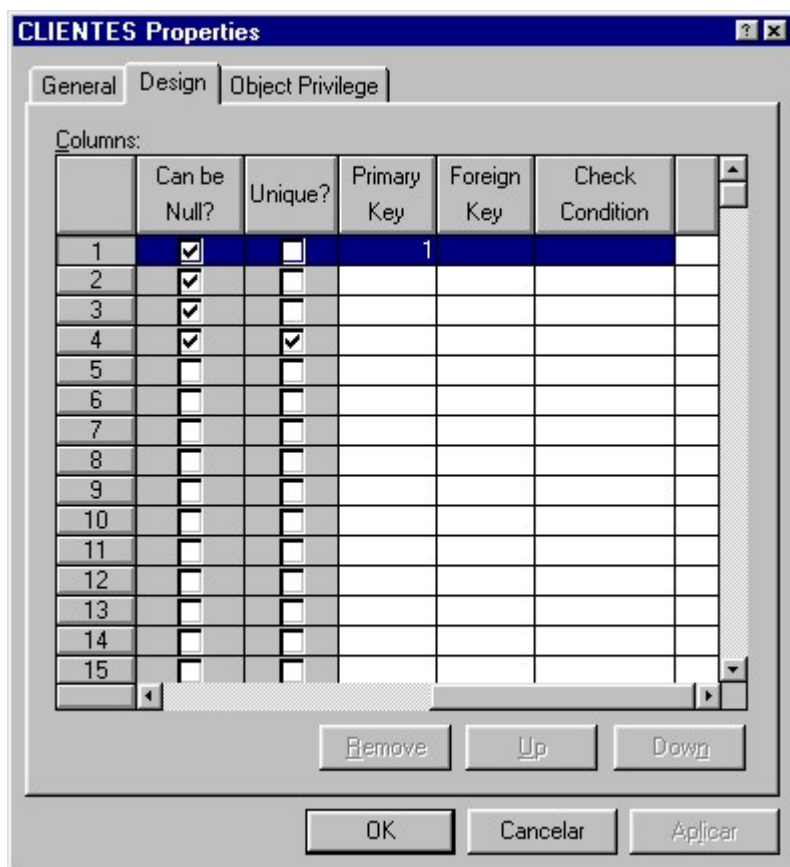 CLIENTES Properties
General Design Object Privilege
Columns:
Can be Null? Unique? Primary Key Foreign Key Check Condition
1 1
2
3
4
5
6
7
8
9
10
11
12
13
14
15
Remove Up Down
OK Cancelar Aplicar